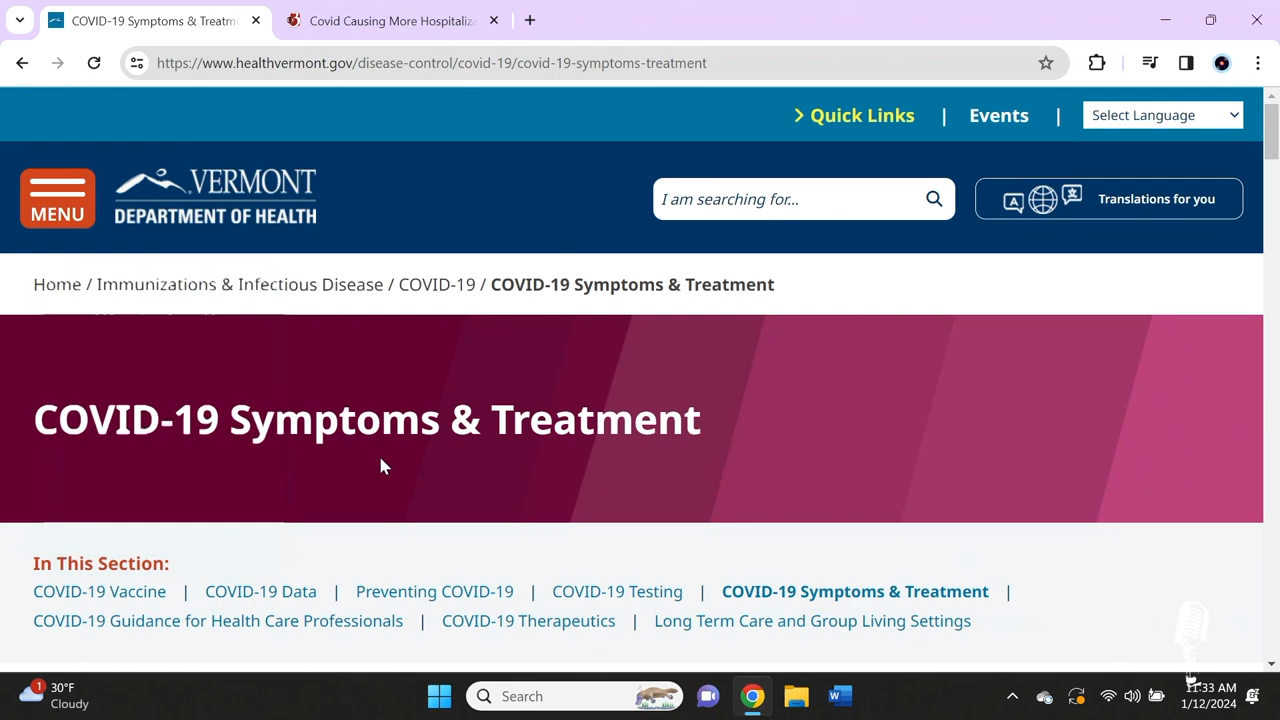 COVID-19 Symptoms & Treatm
Covid Causing More Hospitaliz
https://www.healthvermont.gov/disease-control/covid-19/covid-19-symptoms-treatment
Quick Links | Events | Select Language
MENU
VERMONT
DEPARTMENT OF HEALTH
I am searching for...
A
Translations for you
Home / Immunizations & Infectious Disease / COVID-19 / COVID-19 Symptoms & Treatment
COVID-19 Symptoms & Treatment
In This Section:
COVID-19 Vaccine | COVID-19 Data | Preventing COVID-19 | COVID-19 Testing | COVID-19 Symptoms & Treatment |
COVID-19 Guidance for Health Care Professionals | COVID-19 Therapeutics | Long Term Care and Group Living Settings
1
30°F
Cloudy
Search
11:33 AM
1/12/2024